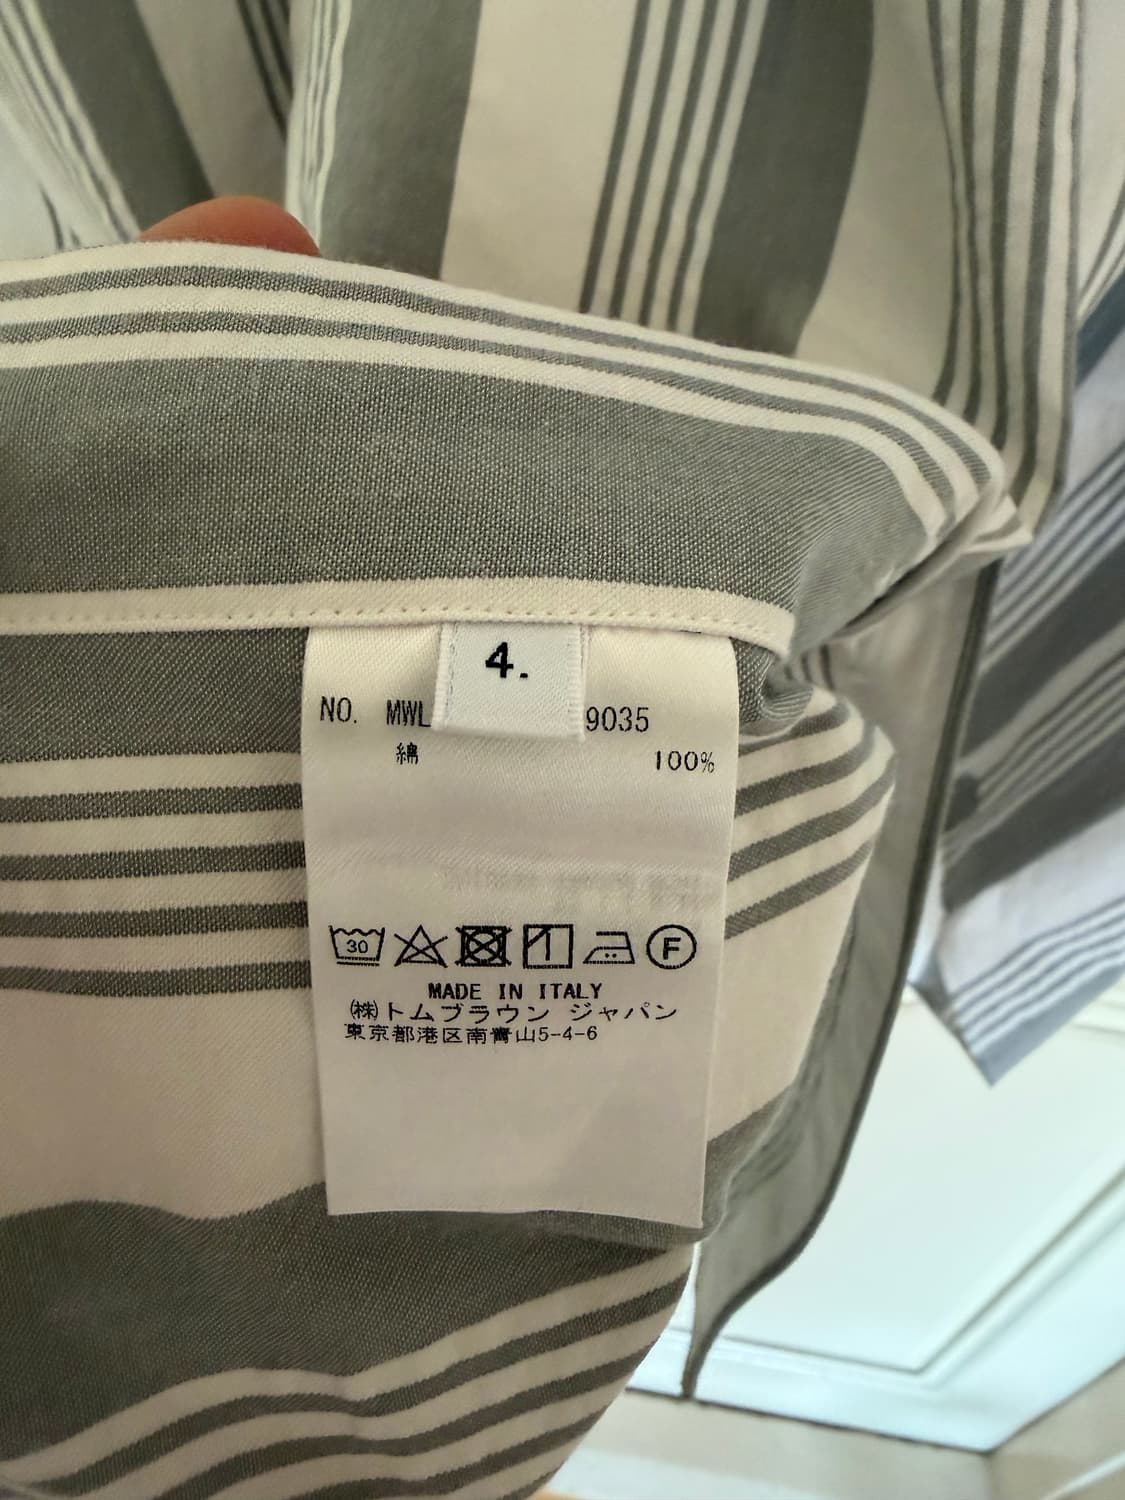 4.
NO. MWL 9035
綿 100%
30
F
MADE IN ITALY
㈱トムブラウン ジャパン
東京都港区南青山5-4-6